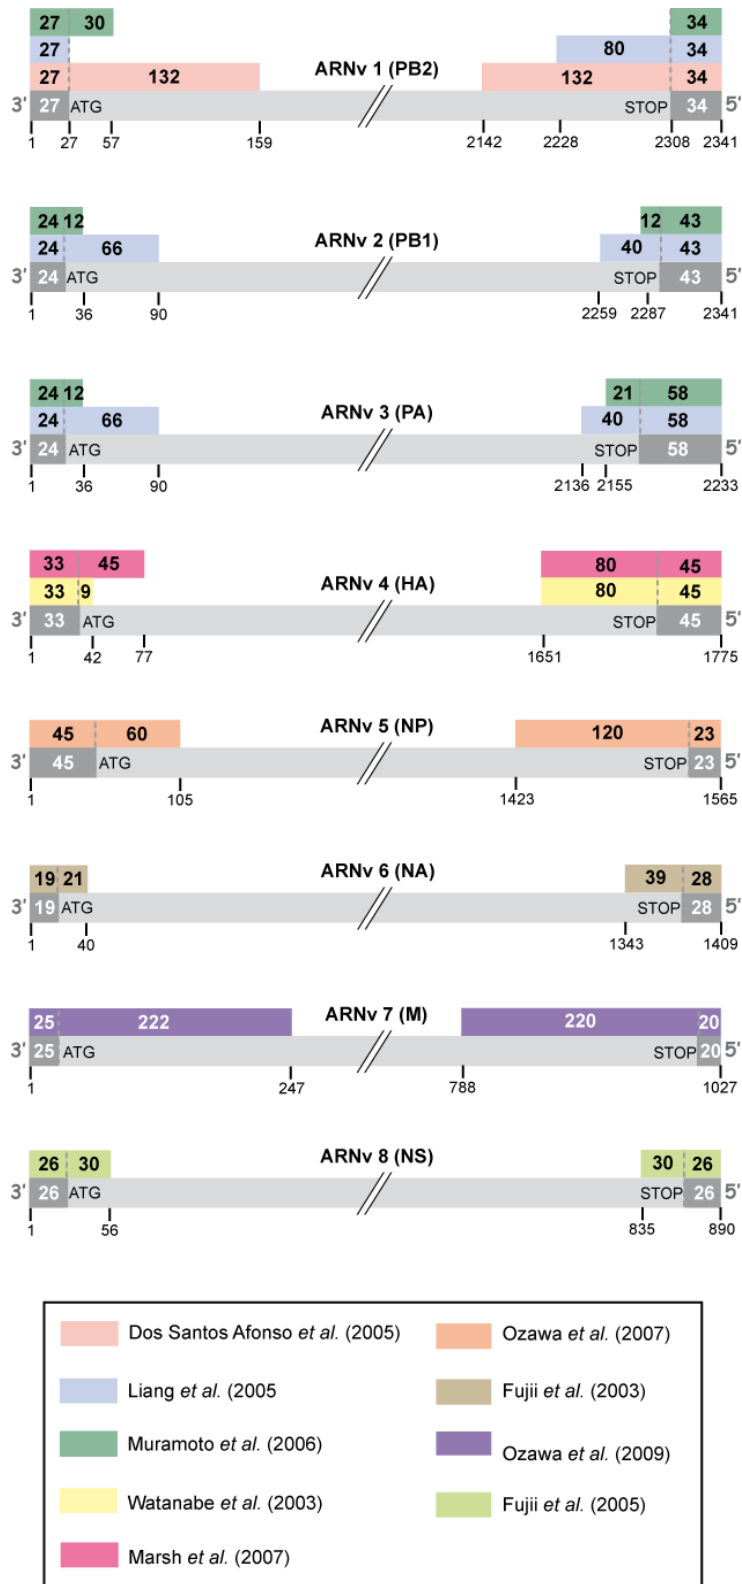 27 30 34
27 80 34
ARNv 1 (PB2)
27 132 132 34
3' 27 ATG STOP 34 5'
1 27 57 159 2142 2228 2308 2341
24 12 12 43
ARNv 2 (PB1)
24 66 40 43
3' 24 ATG STOP 43 5'
1 36 90 2259 2287 2341
24 12 21 58
ARNv 3 (PA)
24 66 40 58
3' 24 ATG STOP 58 5'
1 36 90 2136 2155 2233
33 45 80 45
ARNv 4 (HA)
33 9 80 45
3' 33 ATG STOP 45 5'
1 42 77 1651 1775
ARNv 5 (NP)
45 60 120 23
3' 45 ATG STOP 23 5'
1 105 1423 1565
ARNv 6 (NA)
19 21 39 28
3' 19 ATG STOP 28 5'
1 40 1343 1409
ARNv 7 (M)
25 222 220 20
3' 25 ATG STOP 20 5'
1 247 788 1027
ARNv 8 (NS)
26 30 30 26
3' 26 ATG STOP 26 5'
1 56 835 890
Dos Santos Afonso et al. (2005)
Liang et al. (2005
Muramoto et al. (2006)
Watanabe et al. (2003)
Marsh et al. (2007)
Ozawa et al. (2007)
Fujii et al. (2003)
Ozawa et al. (2009)
Fujii et al. (2005)